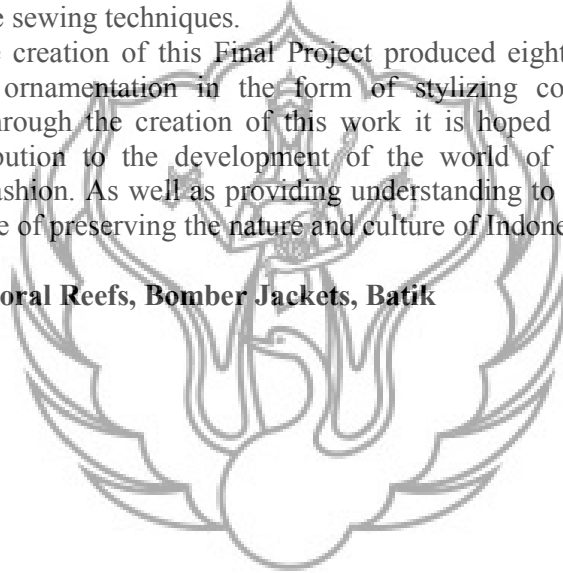 e sewing techniques.
e creation of this Final Project produced eight
ornamentation in the form of stylizing co
hrough the creation of this work it is hoped
bution to the development of the world of
ashion. As well as providing understanding to
e of preserving the nature and culture of Indone
oral Reefs, Bomber Jackets, Batik